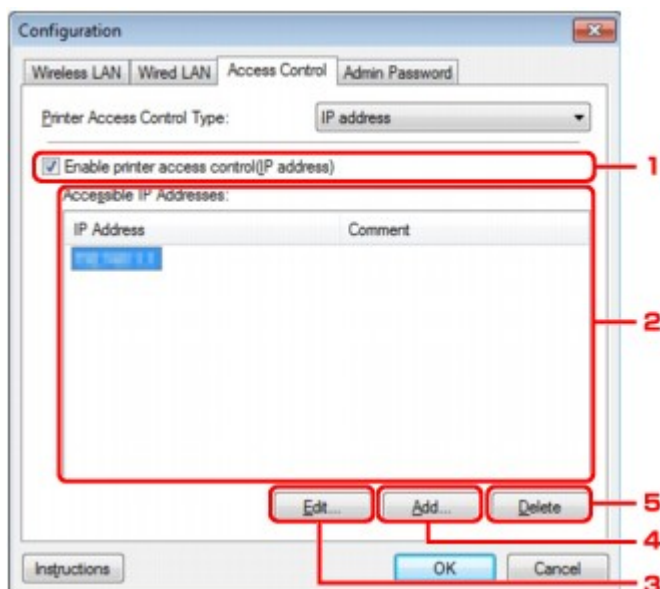 Configuration
Wireless LAN Wired LAN Access Control Admin Password
Printer Access Control Type: IP address
Enable printer access control(IP address) 1
Accessible IP Addresses:
IP Address Comment
2
Edit... Add... Delete 5
4
Instructions OK Cancel
3